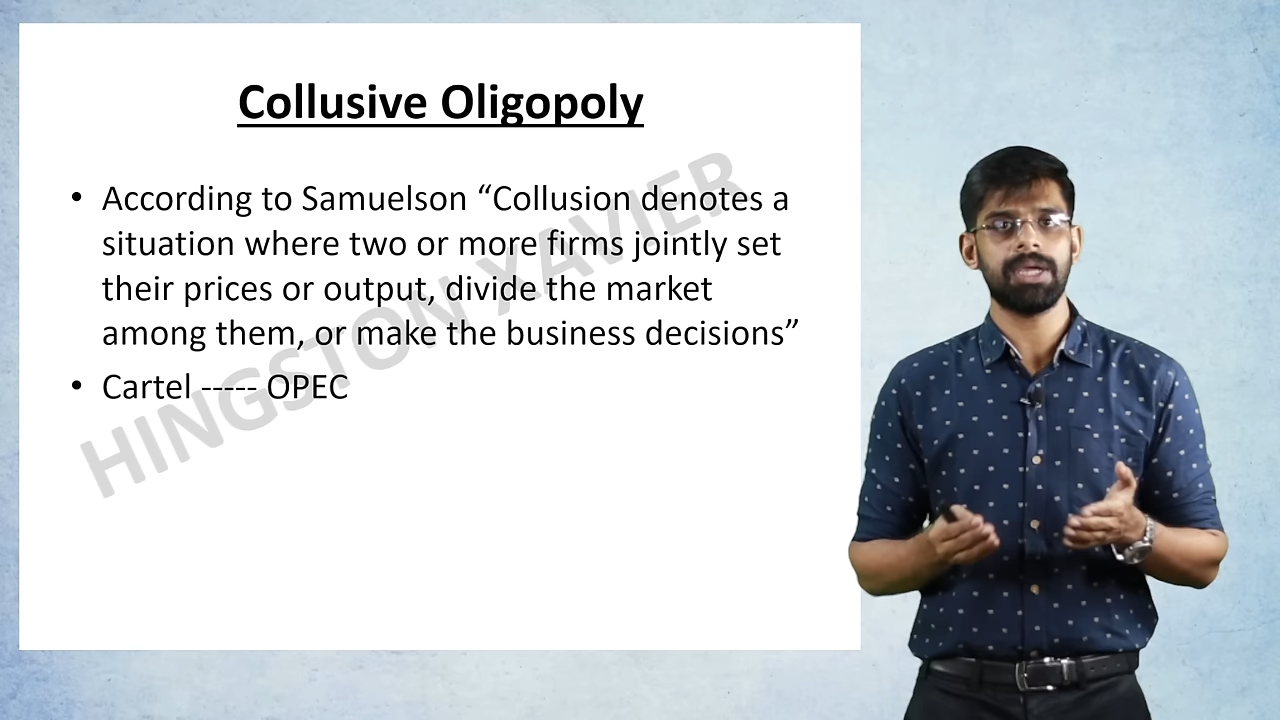 Collusive Oligopoly
• According to Samuelson “Collusion denotes a
situation where two or more firms jointly set
their prices or output, divide the market
among them, or make the business decisions”
• Cartel ----- OPEC
HINGSTON XAVIER